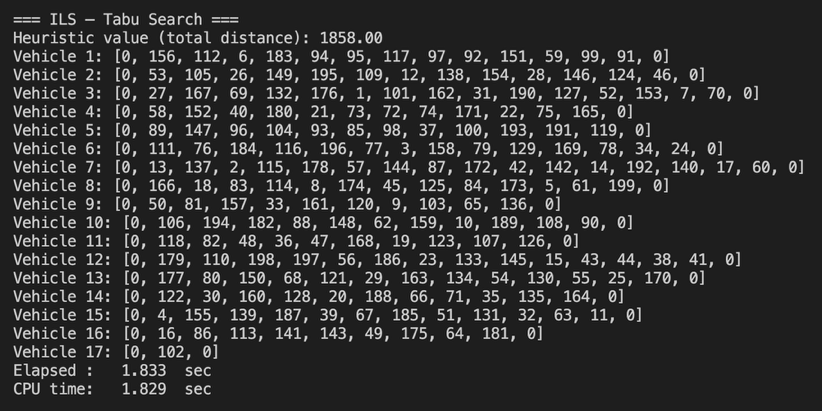 === ILS – Tabu Search ===
Heuristic value (total distance): 1858.00
Vehicle 1: [0, 156, 112, 6, 183, 94, 95, 117, 97, 92, 151, 59, 99, 91, 0]
Vehicle 2: [0, 53, 105, 26, 149, 195, 109, 12, 138, 154, 28, 146, 124, 46, 0]
Vehicle 3: [0, 27, 167, 69, 132, 176, 1, 101, 162, 31, 190, 127, 52, 153, 7, 70, 0]
Vehicle 4: [0, 58, 152, 40, 180, 21, 73, 72, 74, 171, 22, 75, 165, 0]
Vehicle 5: [0, 89, 147, 96, 104, 93, 85, 98, 37, 100, 193, 191, 119, 0]
Vehicle 6: [0, 111, 76, 184, 116, 196, 77, 3, 158, 79, 129, 169, 78, 34, 24, 0]
Vehicle 7: [0, 13, 137, 2, 115, 178, 57, 144, 87, 172, 42, 142, 14, 192, 140, 17, 60, 0]
Vehicle 8: [0, 166, 18, 83, 114, 8, 174, 45, 125, 84, 173, 5, 61, 199, 0]
Vehicle 9: [0, 50, 81, 157, 33, 161, 120, 9, 103, 65, 136, 0]
Vehicle 10: [0, 106, 194, 182, 88, 148, 62, 159, 10, 189, 108, 90, 0]
Vehicle 11: [0, 118, 82, 48, 36, 47, 168, 19, 123, 107, 126, 0]
Vehicle 12: [0, 179, 110, 198, 197, 56, 186, 23, 133, 145, 15, 43, 44, 38, 41, 0]
Vehicle 13: [0, 177, 80, 150, 68, 121, 29, 163, 134, 54, 130, 55, 25, 170, 0]
Vehicle 14: [0, 122, 30, 160, 128, 20, 188, 66, 71, 35, 135, 164, 0]
Vehicle 15: [0, 4, 155, 139, 187, 39, 67, 185, 51, 131, 32, 63, 11, 0]
Vehicle 16: [0, 16, 86, 113, 141, 143, 49, 175, 64, 181, 0]
Vehicle 17: [0, 102, 0]
Elapsed :   1.833  sec
CPU time:   1.829  sec